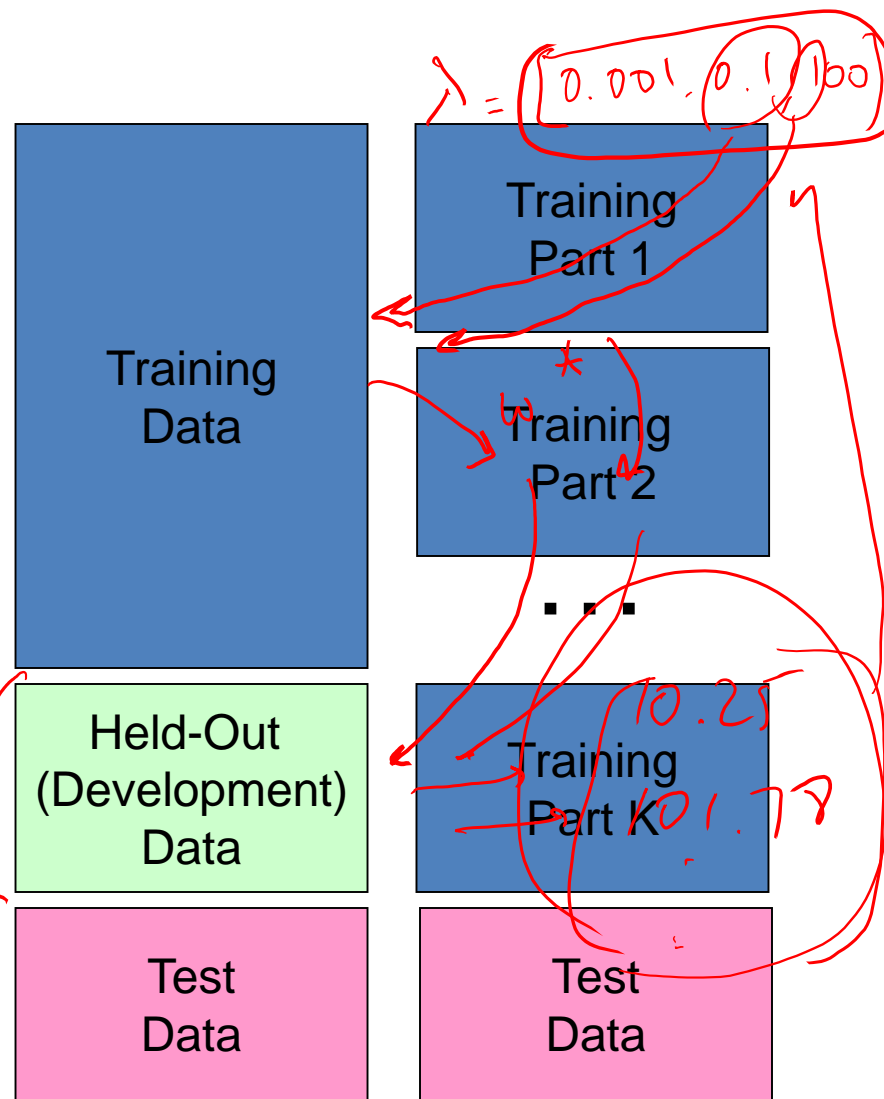 λ = [0.001, 0.1, 100]
Training
Data
Held-Out
(Development)
Data
Test
Data
Training
Part 1
*
w
Training
Part 2
...
10.25
Training
Part K
101.78
Test
Data